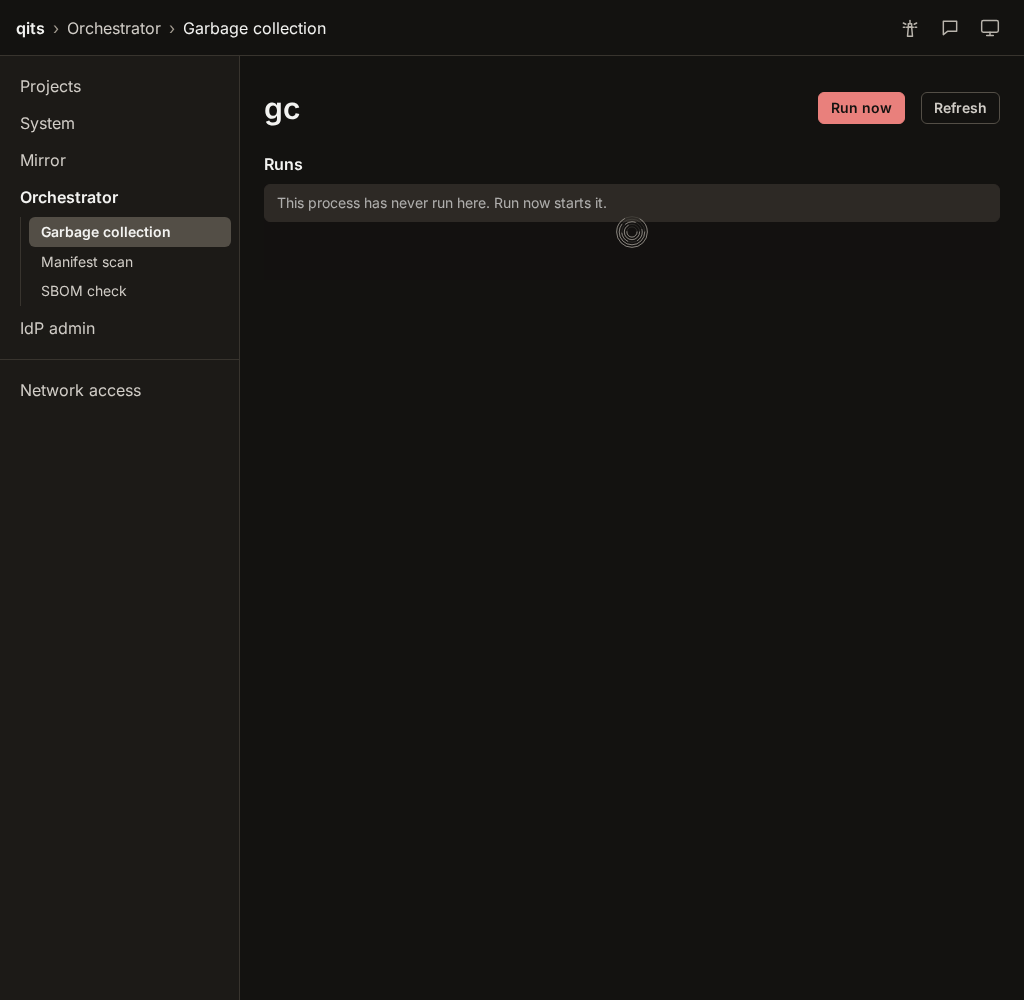 qits › Orchestrator › Garbage collection
Projects
System
Mirror
Orchestrator
Garbage collection
Manifest scan
SBOM check
IdP admin
Network access
gc
Run now
Refresh
Runs
This process has never run here. Run now starts it.